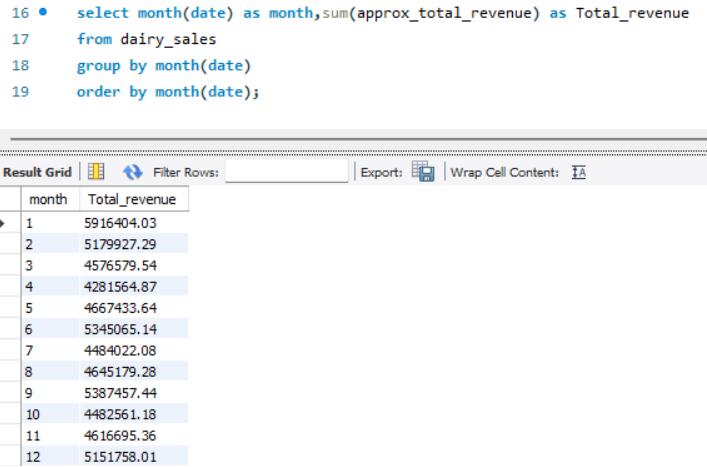 16 select month(date) as month,sum(approx_total_revenue) as Total_revenue
17 from dairy_sales
18 group by month(date)
19 order by month(date);
Result Grid Filter Rows: Export: Wrap Cell Content: IA
month Total_revenue
1 5916404.03
2 5179927.29
3 4576579.54
4 4281564.87
5 4667433.64
6 5345065.14
7 4484022.08
8 4645179.28
9 5387457.44
10 4482561.18
11 4616695.36
12 5151758.01